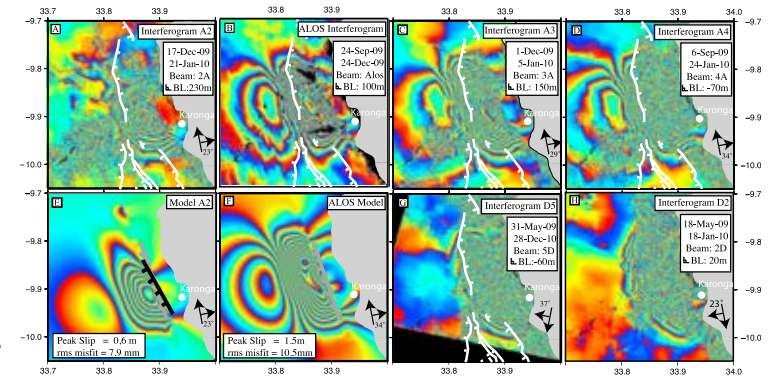 33.7 33.8 33.9 33.8 33.9 33.8 33.9 33.8 33.9 34.0
−9.7 −9.7
A Interferogram A2
17-Dec-09
21-Jan-10
Beam: 2A
BL:230m
Karonga
23°
B ALOS Interferogram
24-Sep-09
24-Dec-09
Beam: Alos
BL: 100m
Karonga
C Interferogram A3
1-Dec-09
5-Jan-10
Beam: 3A
BL: 150m
Karonga
29°
D Interferogram A4
6-Sep-09
24-Jan-10
Beam: 4A
BL: -70m
Karonga
34°
−9.8 −9.8
−9.9 −9.9
−10.0 −10.0
−9.7 −9.7
E Model A2
Karonga
23°
Peak Slip = 0.6 m
rms misfit = 7.9 mm
F ALOS Model
Karonga
34°
Peak Slip = 1.5m
rms misfit = 10.5mm
G Interferogram D5
31-May-09
28-Dec-10
Beam: 5D
BL:-60m
Karonga
37°
H Interferogram D2
18-May-09
18-Jan-10
Beam: 2D
BL: 20m
Karonga
23°
−9.8 −9.8
−9.9 −9.9
−10.0 −10.0
33.7 33.8 33.9 33.8 33.9 33.8 33.9 33.8 33.9 34.0